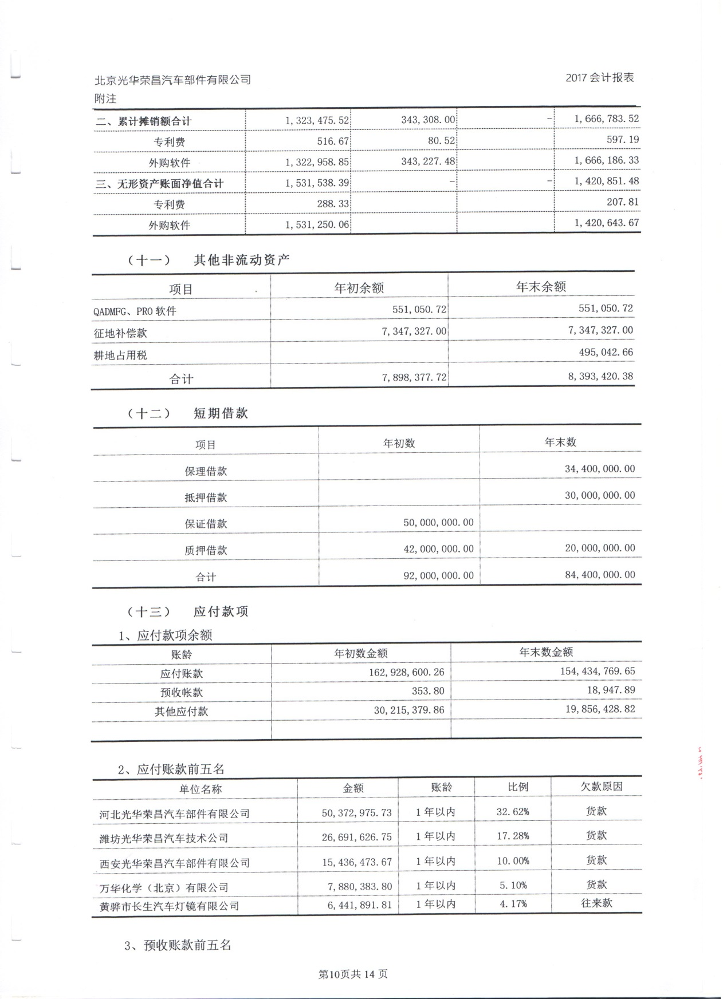 北京光华荣昌汽车部件有限公司 2017 会计报表
附注
二、累计摊销额合计 1,323,475.52 343,308.00 - 1,666,783.52
专利费 516.67 80.52 597.19
外购软件 1,322,958.85 343,227.48 1,666,186.33
三、无形资产账面净值合计 1,531,538.39 - - 1,420,851.48
专利费 288.33 207.81
外购软件 1,531,250.06 1,420,643.67
（十一） 其他非流动资产
项目 年初余额 年末余额
QADMFG、PRO 软件 551,050.72 551,050.72
征地补偿款 7,347,327.00 7,347,327.00
耕地占用税 495,042.66
合计 7,898,377.72 8,393,420.38
（十二） 短期借款
项目 年初数 年末数
保理借款 34,400,000.00
抵押借款 30,000,000.00
保证借款 50,000,000.00
质押借款 42,000,000.00 20,000,000.00
合计 92,000,000.00 84,400,000.00
（十三） 应付款项
1、应付款项余额
账龄 年初数金额 年末数金额
应付账款 162,928,600.26 154,434,769.65
预收帐款 353.80 18,947.89
其他应付款 30,215,379.86 19,856,428.82
2、应付账款前五名
单位名称 金额 账龄 比例 欠款原因
河北光华荣昌汽车部件有限公司 50,372,975.73 1 年以内 32.62% 货款
潍坊光华荣昌汽车技术公司 26,691,626.75 1 年以内 17.28% 货款
西安光华荣昌汽车部件有限公司 15,436,473.67 1 年以内 10.00% 货款
万华化学（北京）有限公司 7,880,383.80 1 年以内 5.10% 货款
黄骅市长生汽车灯镜有限公司 6,441,891.81 1 年以内 4.17% 往来款
3、预收账款前五名
第10页共 14 页